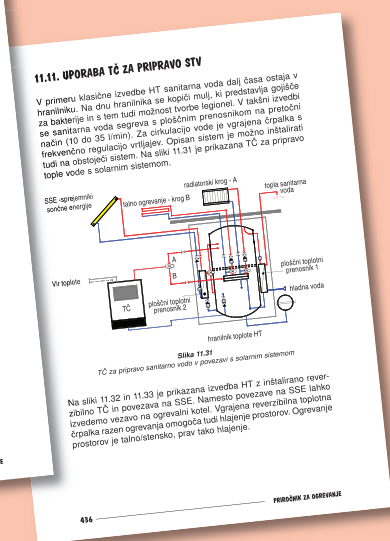 11.11. UPORABA TČ ZA PRIPRAVO STV
V primeru klasične izvedbe HT sanitarna voda dalj časa ostaja v
hranilniku. Na dnu hranilnika se kopiči mulj, ki predstavlja gojišče
za bakterije in s tem tudi možnost tvorbe legionel. V takšni izvedbi
se sanitarna voda segreva s ploščnim prenosnikom na pretočni
način (10 do 35 l/min). Za cirkulacijo vode je vgrajena črpalka s
frekvenčno regulacijo vrtljajev. Opisan sistem je možno inštalirati
tudi na obstoječi sistem. Na sliki 11.31 je prikazana TČ za pripravo
tople vode s solarnim sistemom.
radiatorski krog - A
topla sanitarna
voda
SSE -sprejemniki
sončne energije
talno ogrevanje - krog B
A
B
ploščni toplotni
prenosnik 1
Vir toplote
TČ
ploščni toplotni
prenosnik 2
hladna voda
hranilnik toplote HT
Slika 11.31
TČ za pripravo sanitarno vodo v povezavi s solarnim sistemom
Na sliki 11.32 in 11.33 je prikazana izvedba HT z inštalirano rever-
zibilno TČ in povezava na SSE. Namesto povezave na SSE lahko
izvedemo vezavo na ogrevalni kotel. Vgrajena reverzibilna toplotna
črpalka razen ogrevanja omogoča tudi hlajenje prostorov. Ogrevanje
prostorov je talno/stensko, prav tako hlajenje.
436
PRIROČNIK ZA OGREVANJE
E